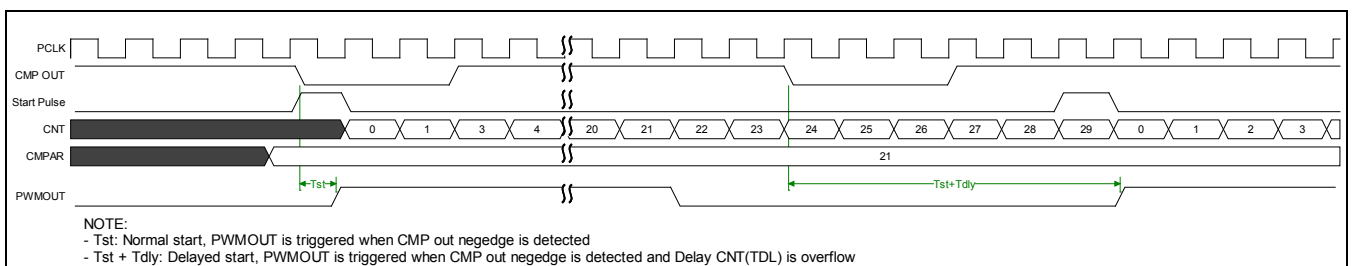 PCLK
CMP OUT
Start Pulse
CNT 0 1 3 4 20 21 22 23 24 25 26 27 28 29 0 1 2 3
CMPAR 21
PWMOUT Tst Tst+Tdly
NOTE:
- Tst: Normal start, PWMOUT is triggered when CMP out negedge is detected
- Tst + Tdly: Delayed start, PWMOUT is triggered when CMP out negedge is detected and Delay CNT(TDL) is overflow